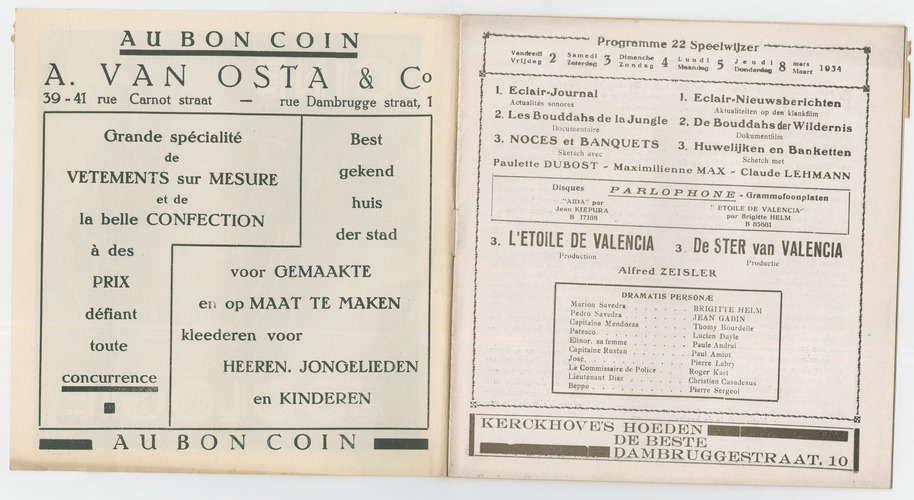 AU BON COIN
A. VAN OSTA & Co
39-41 rue Carnot straat — rue Dambrugge straat, 1
Grande spécialité
de
VETEMENTS sur MESURE
et de
la belle CONFECTION
à des
PRIX
défiant
toute
concurrence
Best
gekend
huis
der stad
voor GEMAAKTE
en op MAAT TE MAKEN
kleederen voor
HEEREN. JONGELIEDEN
en KINDEREN
AU BON COIN
Programme 22 Speelwijzer
Vendredi Vrijdag 2 Samedi Zaterdag 3 Dimanche Zondag 4 Lundi Maandag 5 Jeudi Donderdag 8 mars Maart 1934
1. Eclair-Journal
Actualités sonores
2. Les Bouddahs de la Jungle
Documentaire
3. NOCES et BANQUETS
Sketsch avec
1. Eclair-Nieuwsberichten
Aktualiteiten op den klankfilm
2. De Bouddahs der Wildernis
Dokumentfilm
3. Huwelijken en Banketten
Schetch met
Paulette DUBOST - Maximilienne MAX - Claude LEHMANN
Disques PARLOPHONE - Grammofoonplaten
"AIDA" par
Jean KIEPURA
B 17188
"ETOILE DE VALENCIA"
par Brigitte HELM
B 85681
3. L'ETOILE DE VALENCIA
Production
3. De STER van VALENCIA
Productie
Alfred ZEISLER
DRAMATIS PERSONÆ
Marion Savedra . . . . . . BRIGITTE HELM
Pedro Savedra . . . . . . JEAN GABIN
Capitaine Mendozza . . . . . Thomy Bourdelle
Patesco. . . . . . . . . Lucien Dayle
Elinor, sa femme . . . . . . Paule Andral
Capitaine Rustan . . . . . . Paul Amiot
José. . . . . . . . . . Pierre Labry
Le Commissaire de Police . . . . Roger Karl
Lieutenant Diaz . . . . . . Christian Casadesus
Beppo. . . . . . . . . Pierre Sergeol
KERCKHOVE'S HOEDEN
DE BESTE
DAMBRUGGESTRAAT. 10